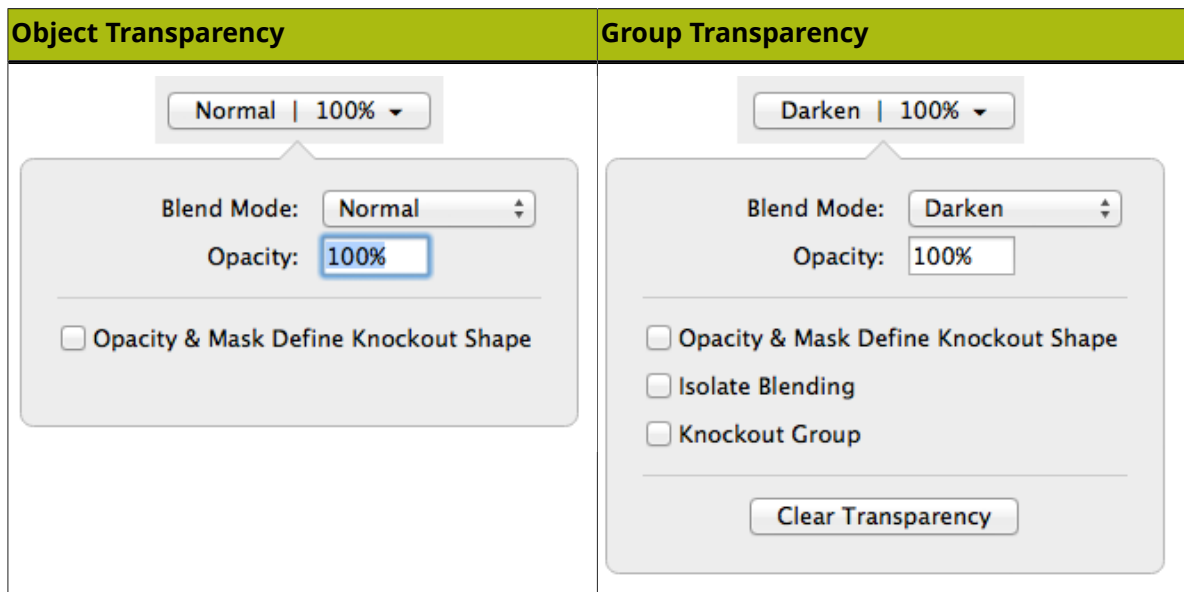 Object Transparency
Normal | 100%
Blend Mode: Normal
Opacity: 100%
Opacity & Mask Define Knockout Shape
Group Transparency
Darken | 100%
Blend Mode: Darken
Opacity: 100%
Opacity & Mask Define Knockout Shape
Isolate Blending
Knockout Group
Clear Transparency